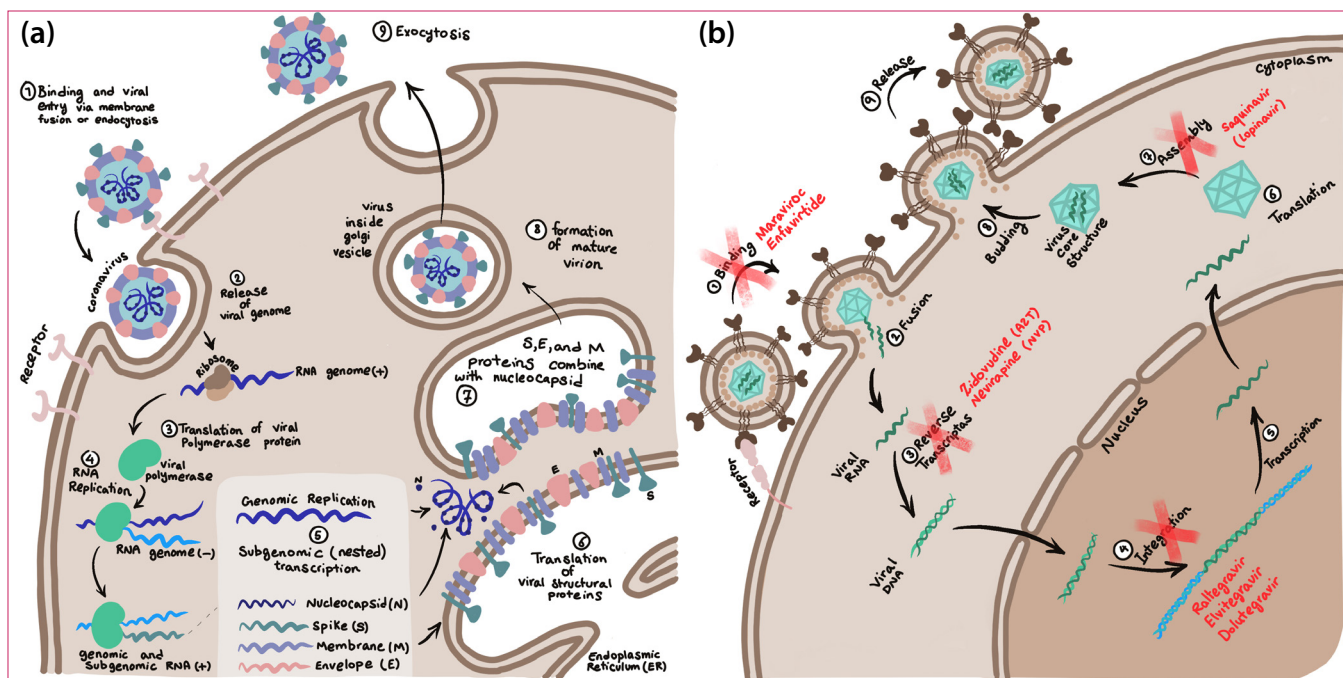 (a)
① Binding and viral
entry via membrane
fusion or endocytosis
⑨ Exocytosis
coronavirus
Receptor
② Release
of
viral genome
Ribosome
RNA genome(+)
③ Translation of viral
Polymerase protein
viral
polymerase
④
RNA
Replication
RNA genome(-)
genomic and
Subgenomic RNA(+)
Genomic Replication
⑤
Subgenomic (nested)
transcription
Nucleocapsid (N)
Spike (S)
Membrane (M)
Envelope (E)
N
E
M
S
⑥
Translation
of
viral structural
proteins
Endoplasmic
Reticulum (ER)
S, E, and M
proteins combine
with nucleocapsid
⑦
virus
inside
golgi
vesicle
⑧ formation
of mature
virion
(b)
① Binding
Maraviroc
Enfuvirtide
Receptor
② Fusion
Viral
RNA
③ Reverse
Transcriptas
Zidovudine (AZT)
Nevirapine (NVP)
Viral
DNA
④ Integration
Raltegravir
Elvitegravir
Dolutegravir
⑤
Transcription
Nucleus
⑥
Translation
⑦ Assembly
Saquinavir
(Lopinavir)
virus
Core
Structure
⑧
Budding
⑨ Release
Cytoplasm